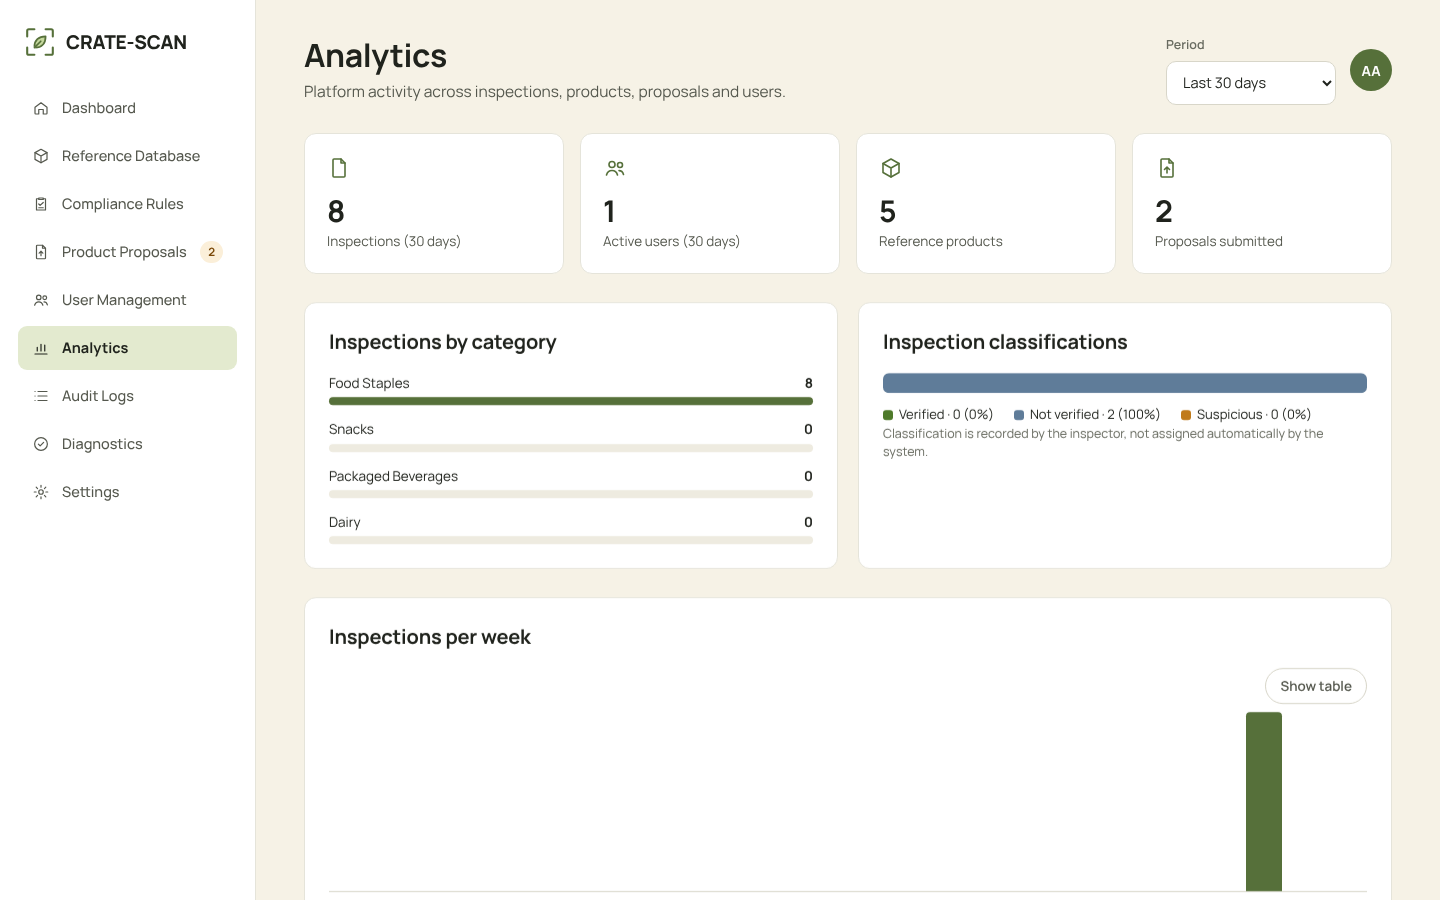 CRATE-SCAN
Dashboard
Reference Database
Compliance Rules
Product Proposals 2
User Management
Analytics
Audit Logs
Diagnostics
Settings
Analytics
Platform activity across inspections, products, proposals and users.
Period
Last 30 days
AA
8
Inspections (30 days)
1
Active users (30 days)
5
Reference products
2
Proposals submitted
Inspections by category
Food Staples 8
Snacks 0
Packaged Beverages 0
Dairy 0
Inspection classifications
Verified · 0 (0%) Not verified · 2 (100%) Suspicious · 0 (0%)
Classification is recorded by the inspector, not assigned automatically by the
system.
Inspections per week
Show table